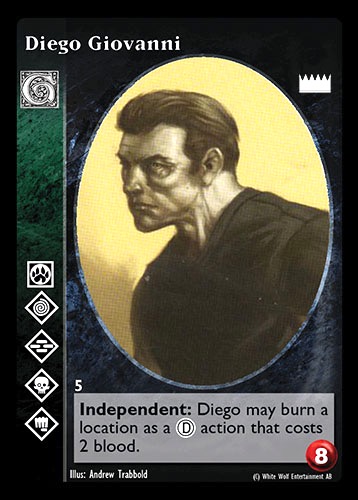 Diego Giovanni
5
Independent: Diego may burn a
location as a Ⓓ action that costs
2 blood.
8
Illus: Andrew Trabbold
(C) White Wolf Entertainment AB